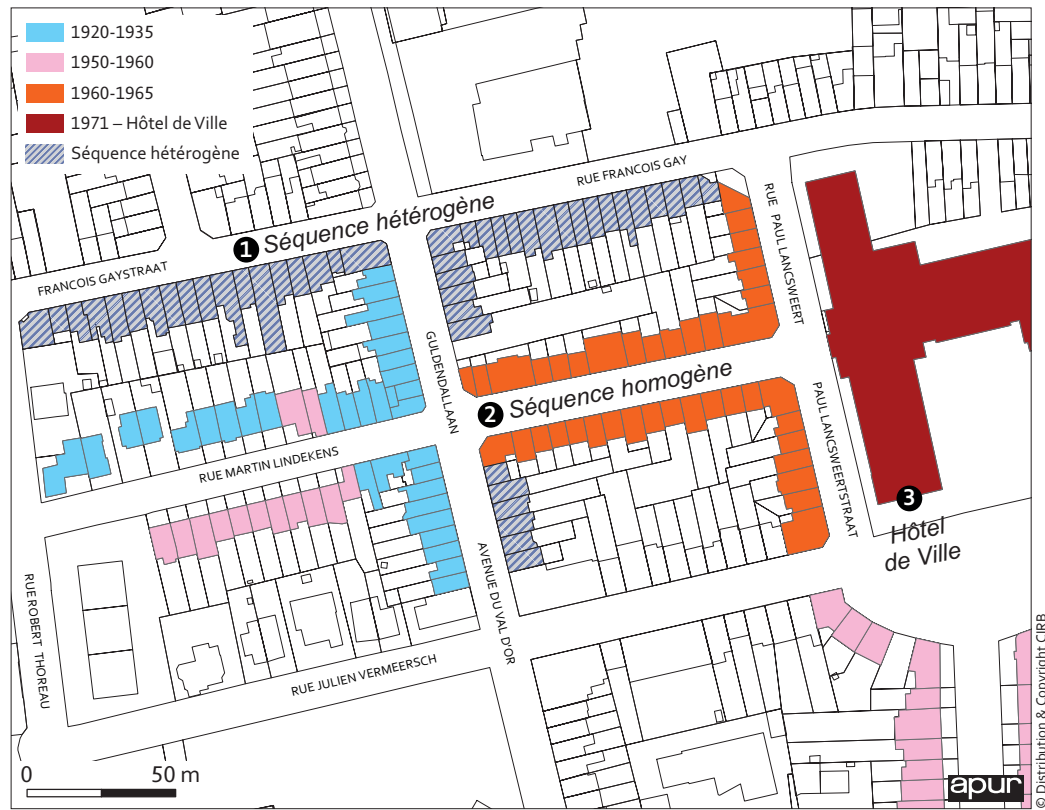 1920-1935
1950-1960
1960-1965
1971 – Hôtel de Ville
Séquence hétérogène
RUE FRANCOIS GAY
1 Séquence hétérogène
FRANCOIS GAYSTRAAT
RUE PAUL LANCSWEERT
GULDENDALLAAN
2 Séquence homogène
PAUL LANCSWEERTSTRAAT
RUE MARTIN LINDEKENS
3
Hôtel
de Ville
AVENUE DU VAL D'OR
RUE ROBERT THOREAU
RUE JULIEN VERMEERSCH
0 50 m
apur
© Distribution & Copyright CIRB